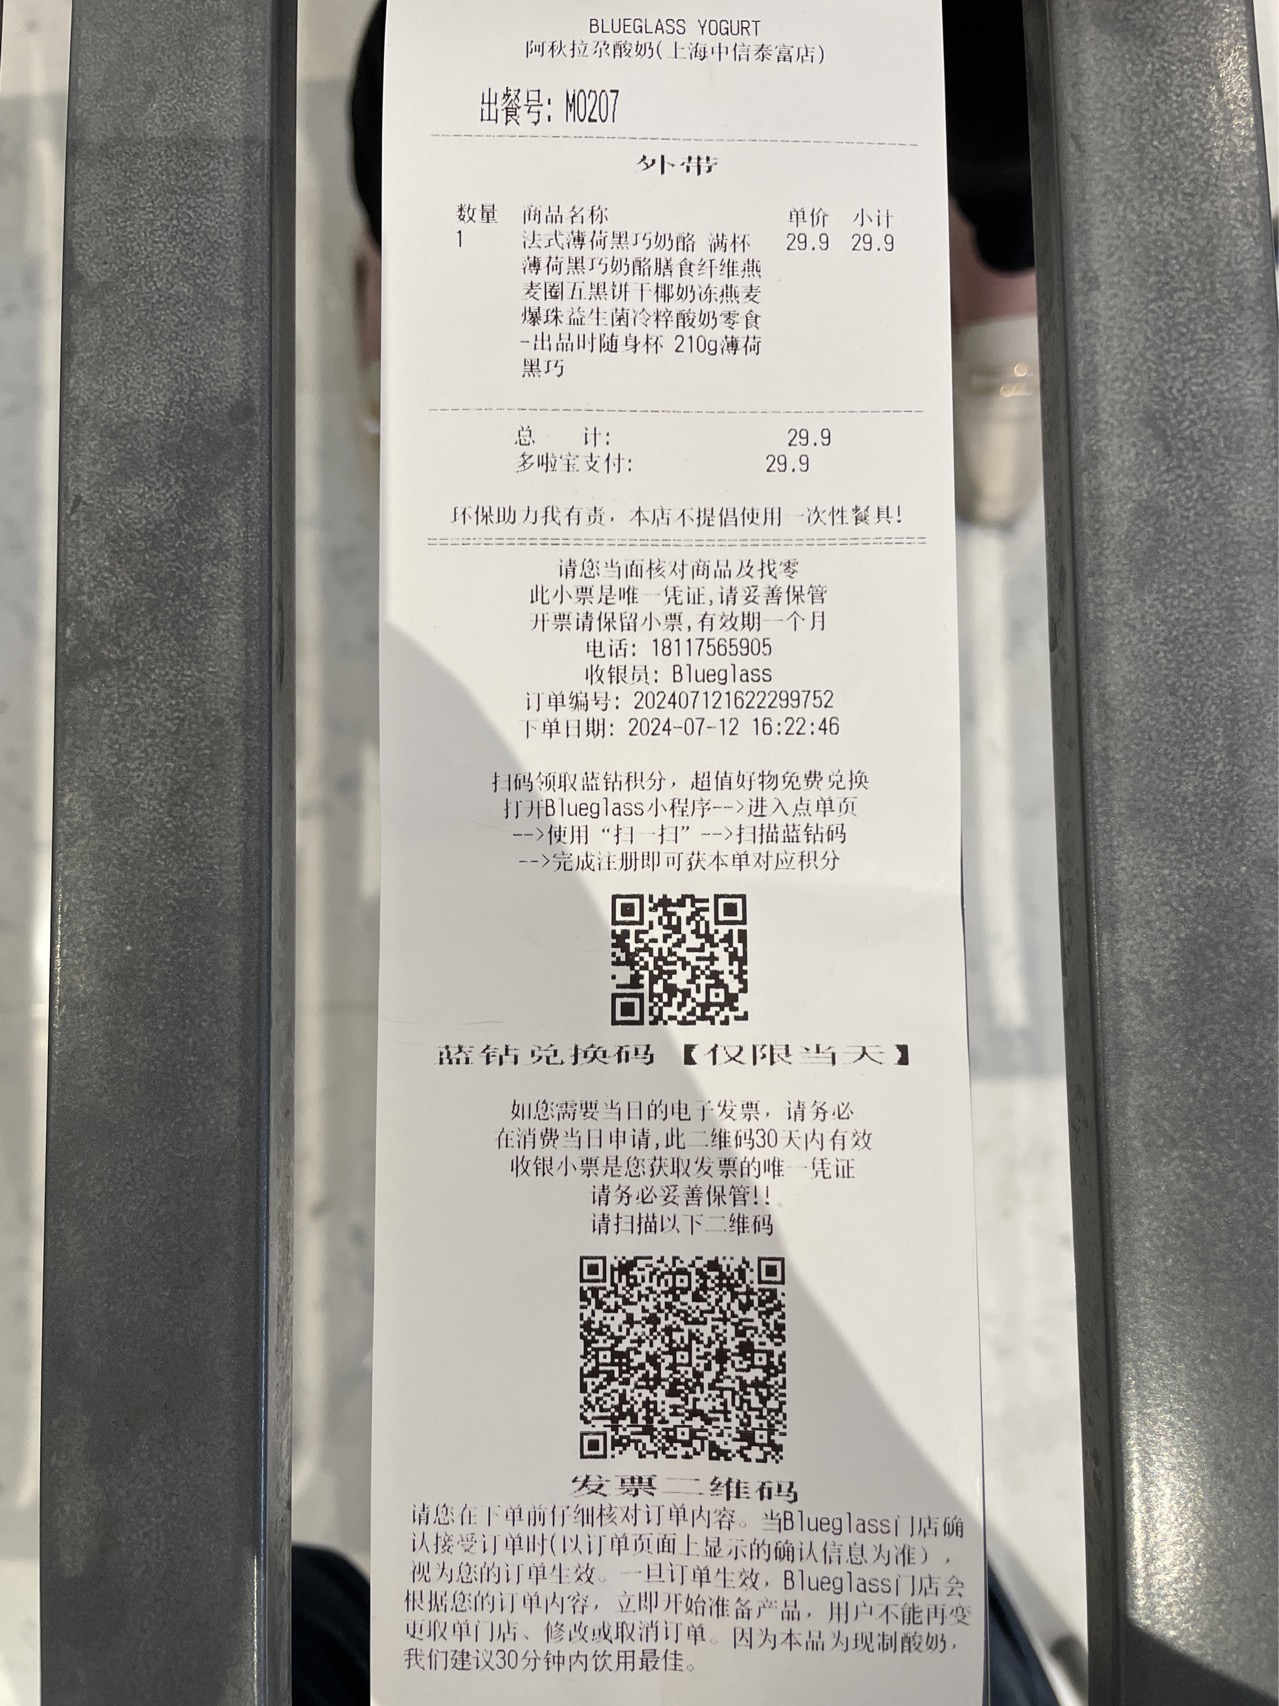 BLUEGLASS YOGURT
阿秋拉尕酸奶(上海中信泰富店)
出餐号: M0207
外带
数量 商品名称 单价 小计
1 法式薄荷黑巧奶酪 满杯 29.9 29.9
薄荷黑巧奶酪膳食纤维燕
麦圈五黑饼干椰奶冻燕麦
爆珠益生菌冷粹酸奶零食
-出品时随身杯 210g薄荷
黑巧
总 计: 29.9
多啦宝支付: 29.9
环保助力我有责，本店不提倡使用一次性餐具!
请您当面核对商品及找零
此小票是唯一凭证,请妥善保管
开票请保留小票,有效期一个月
电话: 18117565905
收银员: Blueglass
订单编号: 202407121622299752
下单日期: 2024-07-12 16:22:46
扫码领取蓝钻积分，超值好物免费兑换
打开Blueglass小程序-->进入点单页
-->使用“扫一扫”-->扫描蓝钻码
-->完成注册即可获本单对应积分
蓝钻兑换码【仅限当天】
如您需要当日的电子发票，请务必
在消费当日申请,此二维码30天内有效
收银小票是您获取发票的唯一凭证
请务必妥善保管!!
请扫描以下二维码
发票二维码
请您在下单前仔细核对订单内容。当Blueglass门店确
认接受订单时(以订单页面上显示的确认信息为准)，
视为您的订单生效。一旦订单生效，Blueglass门店会
根据您的订单内容，立即开始准备产品，用户不能再变
更取单门店、修改或取消订单。因为本品为现制酸奶，
我们建议30分钟内饮用最佳。